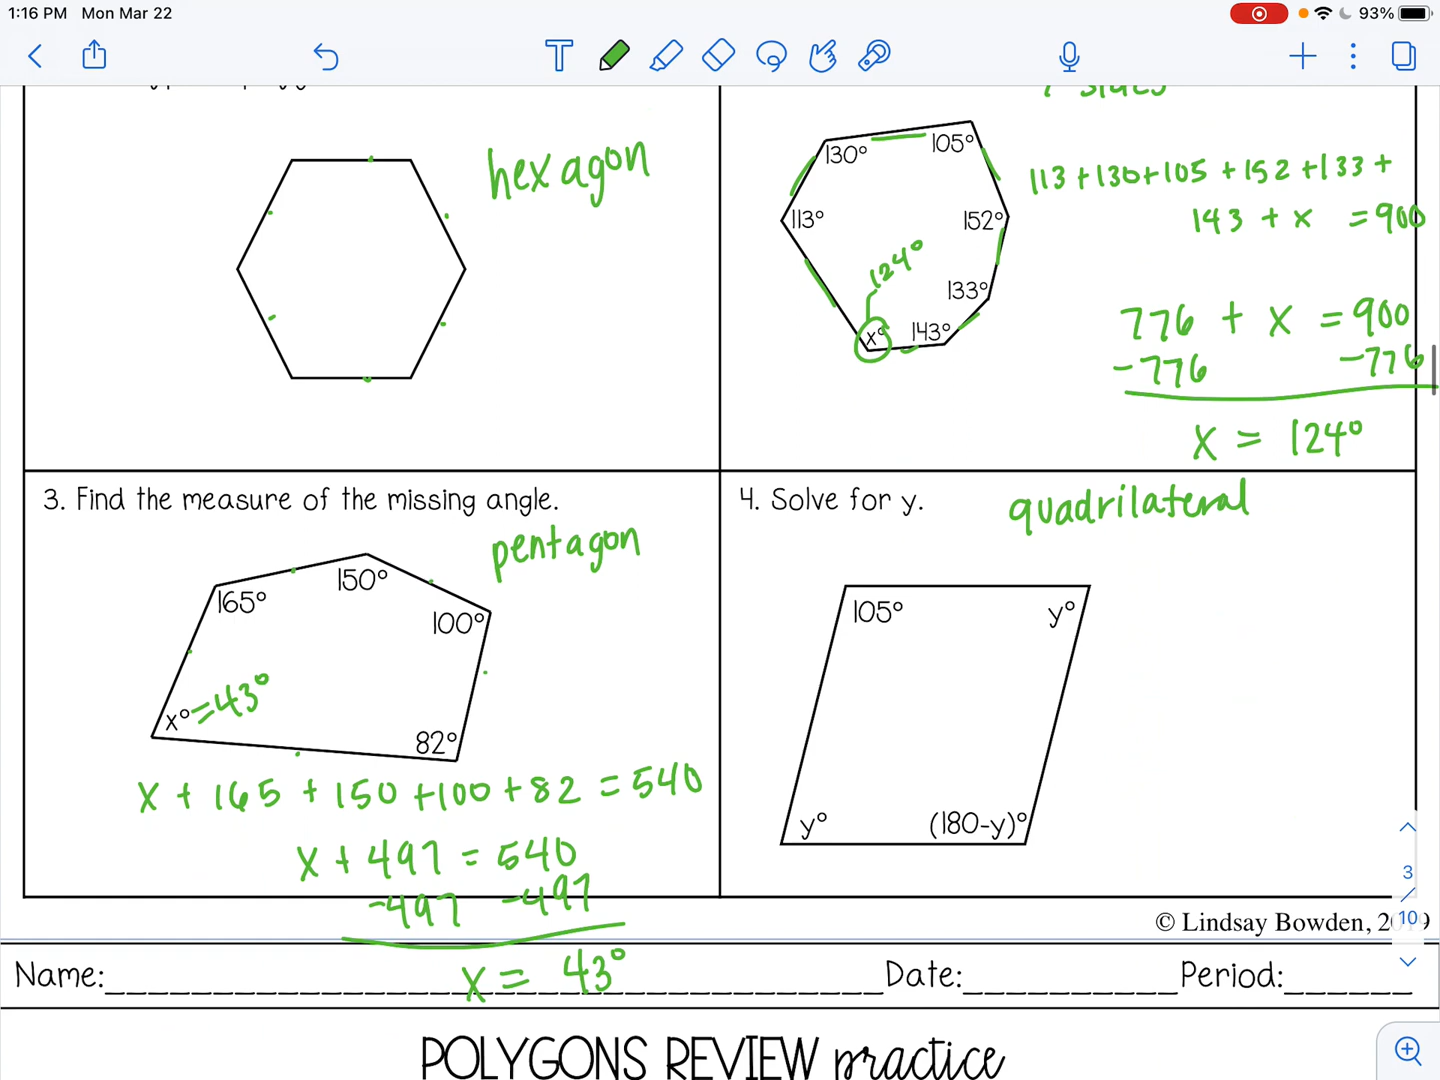 1:16 PM Mon Mar 22
93%
T
sides
hexagon
130°
105°
113°
152°
124°
133°
x°
143°
113+130+105+152+133+
143 + x = 900
776 + x = 900
-776 -776
x = 124°
3. Find the measure of the missing angle.
pentagon
150°
165°
100°
x° =43°
82°
x + 165 + 150 +100 +82 = 540
x + 497 = 540
-497 -497
x = 43°
4. Solve for y.
quadrilateral
105°
y°
y°
(180-y)°
3
10
© Lindsay Bowden,
Name:
Date:
Period:
POLYGONS REVIEW practice